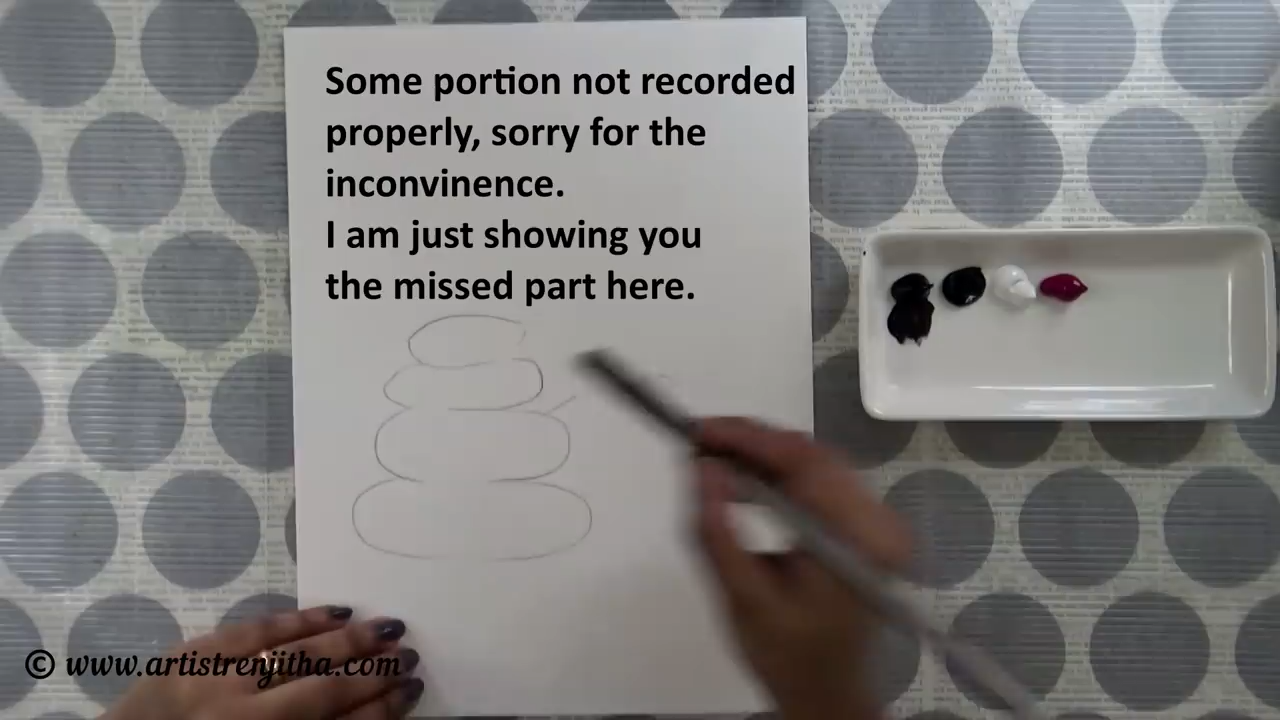 Some portion not recorded
properly, sorry for the
inconvinence.
I am just showing you
the missed part here.
© www.artistrenjitha.com